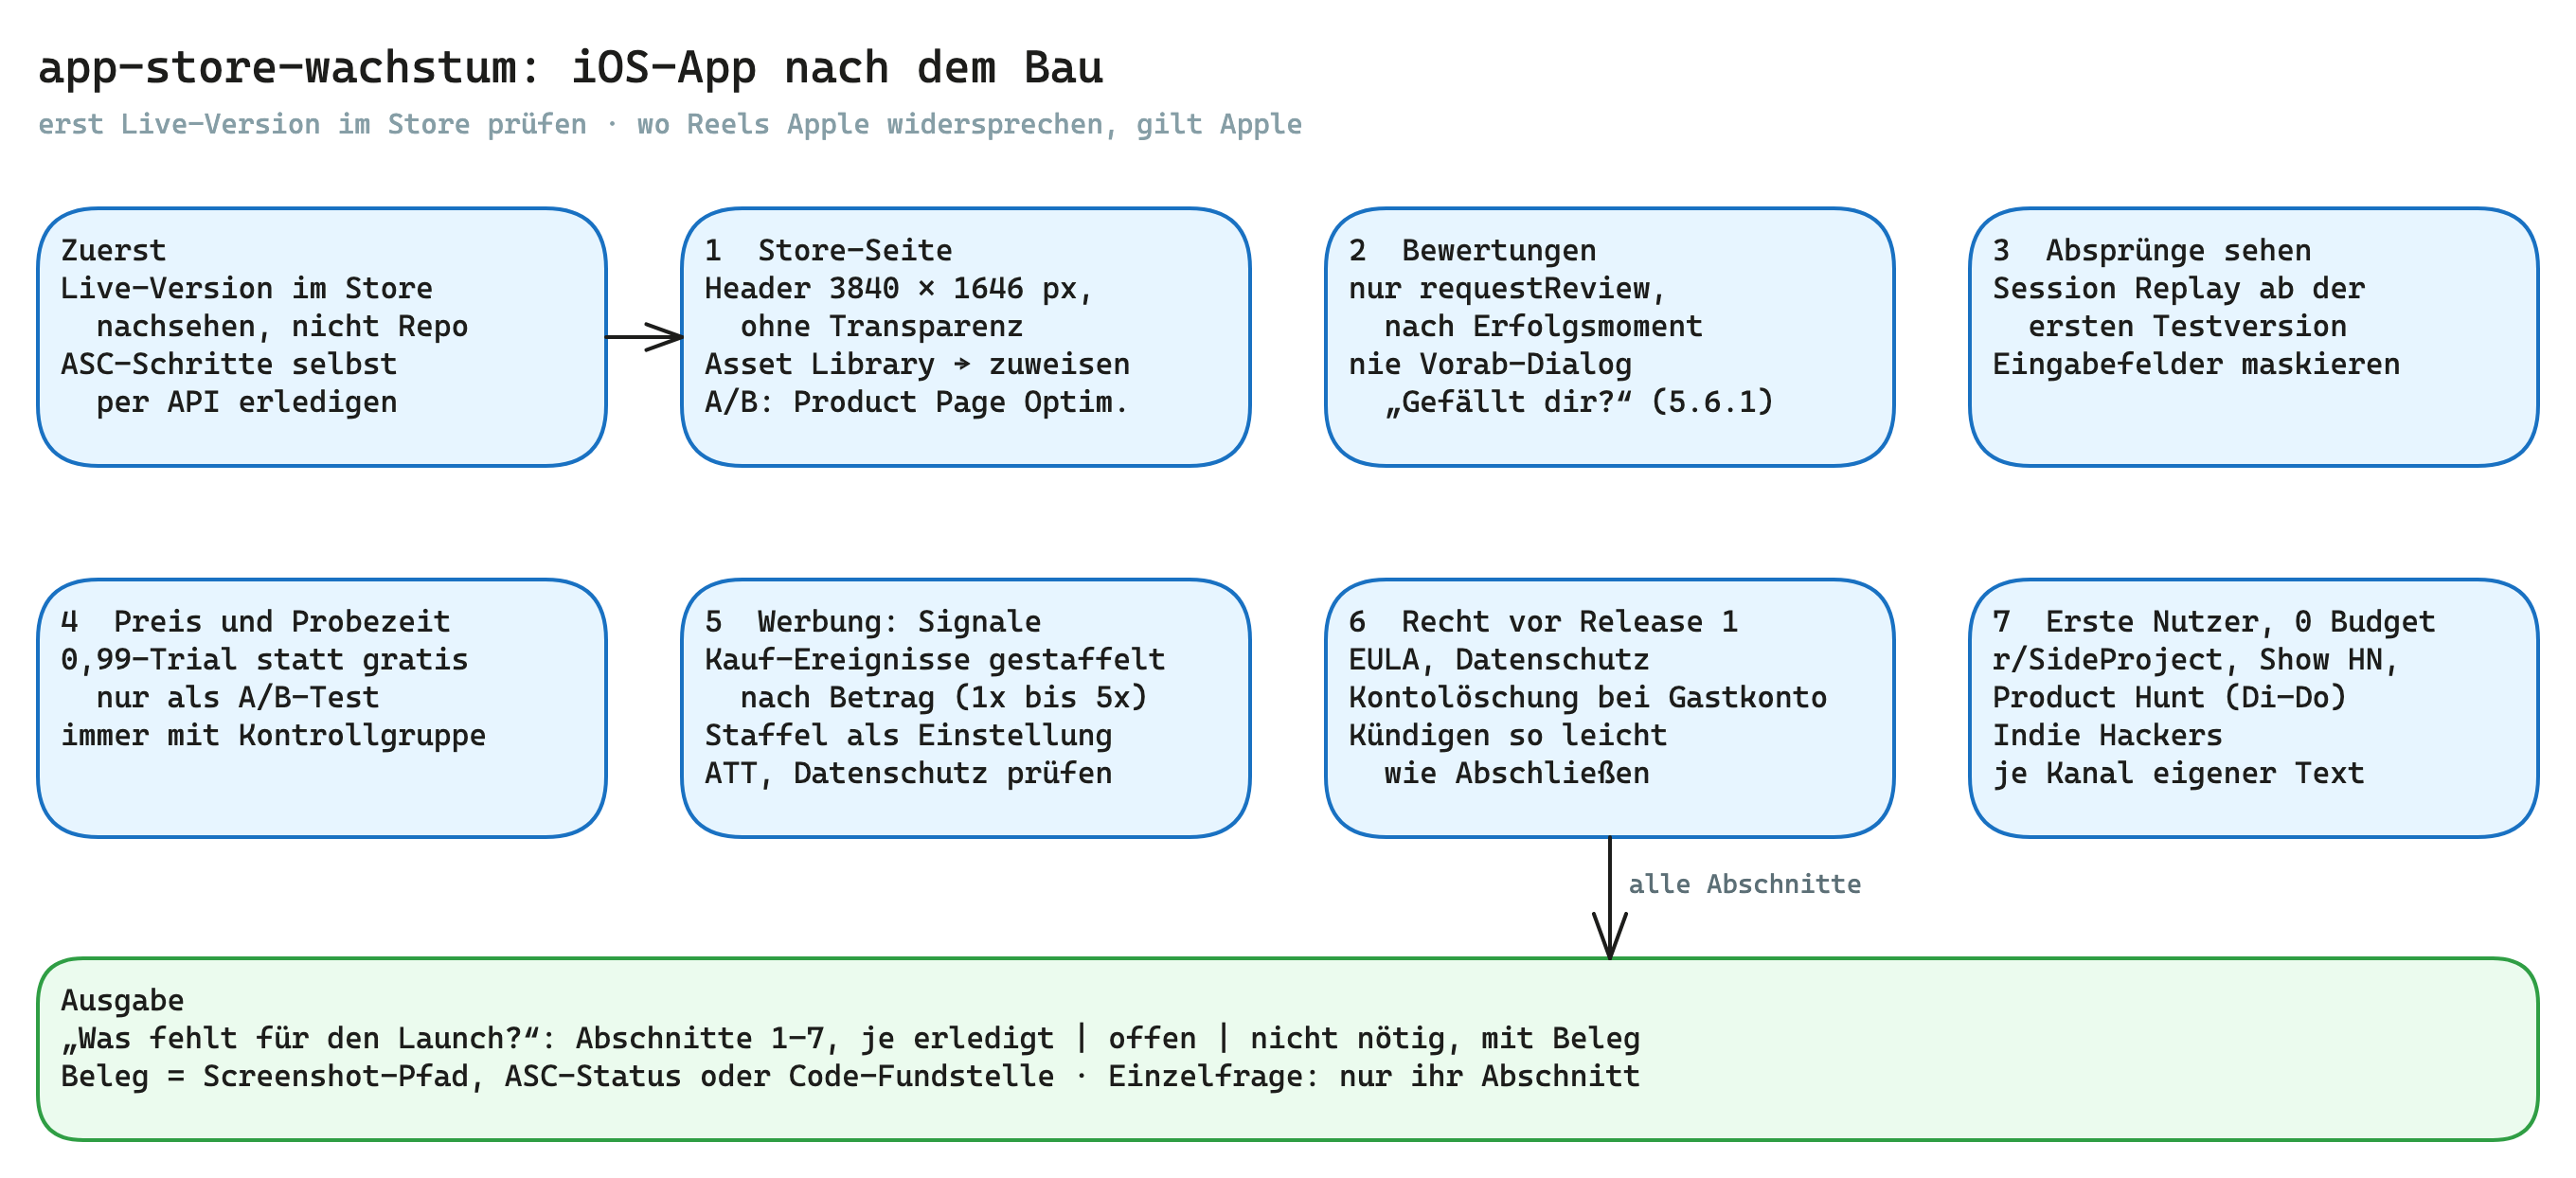 app-store-wachstum: iOS-App nach dem Bau
erst Live-Version im Store prüfen · wo Reels Apple widersprechen, gilt Apple
Zuerst
Live-Version im Store
nachsehen, nicht Repo
ASC-Schritte selbst
per API erledigen
1  Store-Seite
Header 3840 × 1646 px,
ohne Transparenz
Asset Library → zuweisen
A/B: Product Page Optim.
2  Bewertungen
nur requestReview,
nach Erfolgsmoment
nie Vorab-Dialog
„Gefällt dir?“ (5.6.1)
3  Absprünge sehen
Session Replay ab der
ersten Testversion
Eingabefelder maskieren
4  Preis und Probezeit
0,99-Trial statt gratis
nur als A/B-Test
immer mit Kontrollgruppe
5  Werbung: Signale
Kauf-Ereignisse gestaffelt
nach Betrag (1x bis 5x)
Staffel als Einstellung
ATT, Datenschutz prüfen
6  Recht vor Release 1
EULA, Datenschutz
Kontolöschung bei Gastkonto
Kündigen so leicht
wie Abschließen
7  Erste Nutzer, 0 Budget
r/SideProject, Show HN,
Product Hunt (Di-Do)
Indie Hackers
je Kanal eigener Text
alle Abschnitte
Ausgabe
„Was fehlt für den Launch?“: Abschnitte 1-7, je erledigt | offen | nicht nötig, mit Beleg
Beleg = Screenshot-Pfad, ASC-Status oder Code-Fundstelle · Einzelfrage: nur ihr Abschnitt